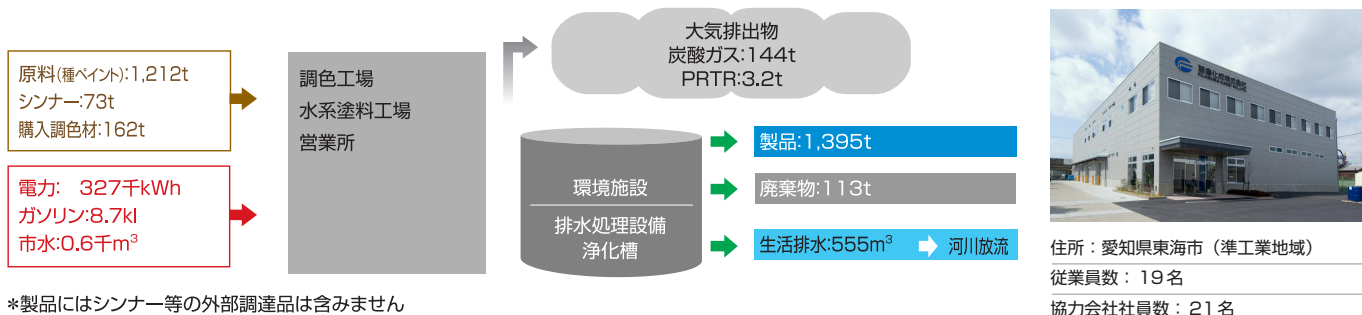 原料(種ペイント):1,212t
シンナー:73t
購入調色材:162t
電力: 327千kWh
ガソリン:8.7kl
市水:0.6千m³
調色工場
水系塗料工場
営業所
大気排出物
炭酸ガス:144t
PRTR:3.2t
環境施設
排水処理設備
浄化槽
製品:1,395t
廃棄物:113t
生活排水:555m³ 河川放流
*製品にはシンナー等の外部調達品は含みません
住所：愛知県東海市（準工業地域）
従業員数：19名
協力会社社員数：21名